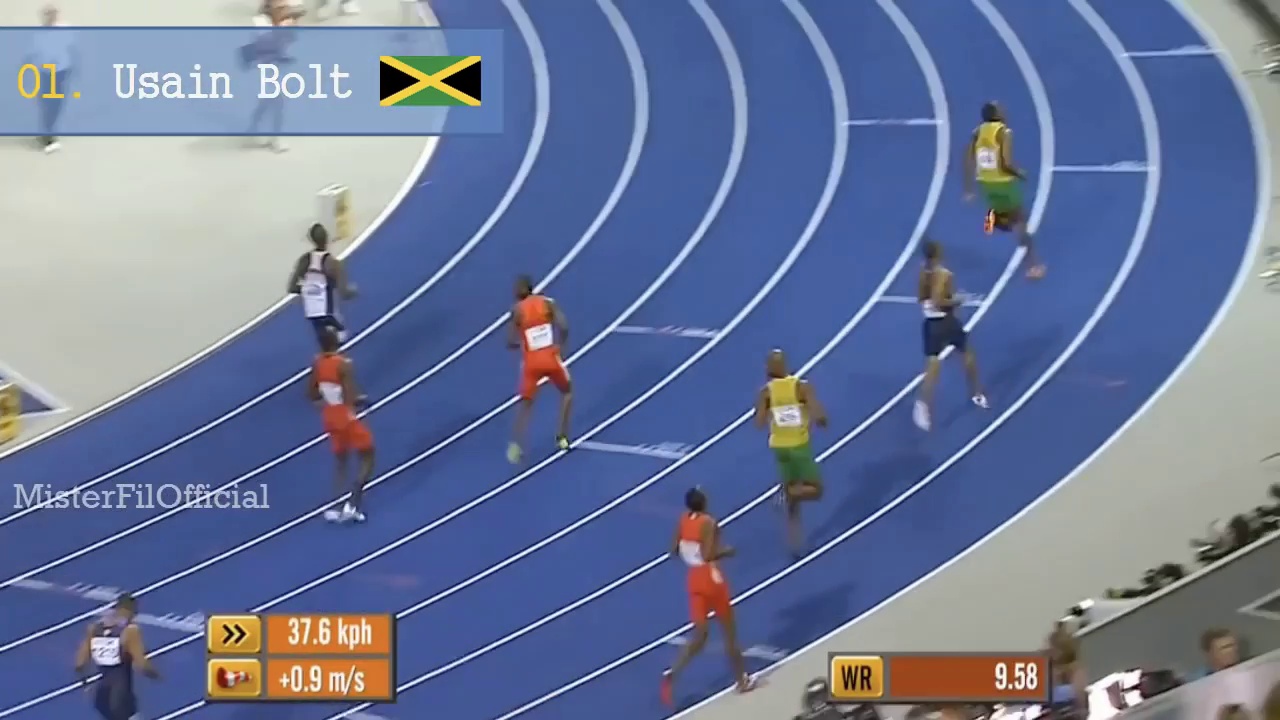 01. Usain Bolt
MisterFilOfficial
37.6 kph
+0.9 m/s
WR 9.58